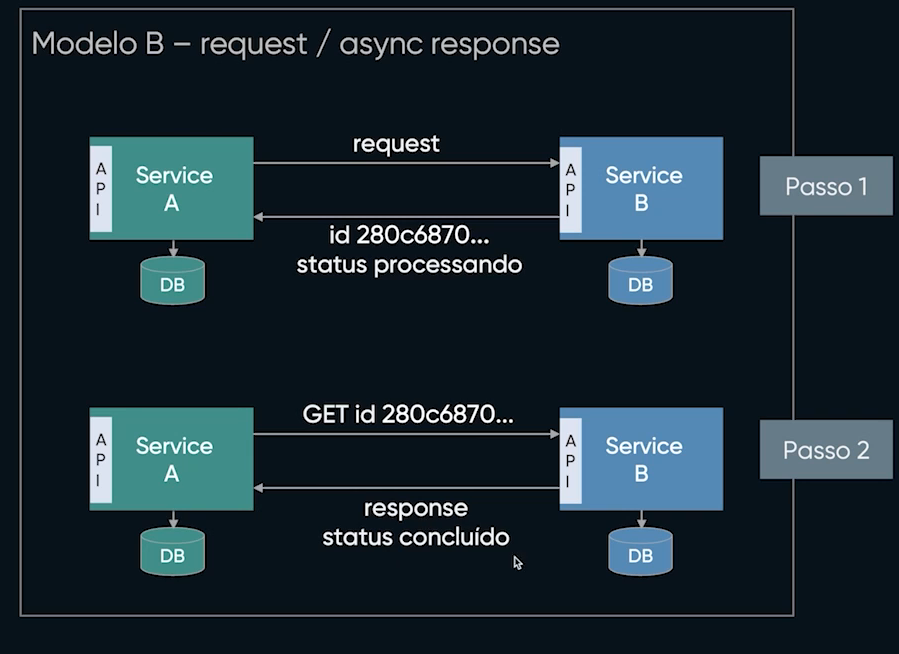 Modelo B – request / async response
API
Service
A
request
API
Service
B
Passo 1
id 280c6870...
status processando
DB
DB
API
Service
A
GET id 280c6870...
API
Service
B
Passo 2
response
status concluído
DB
DB